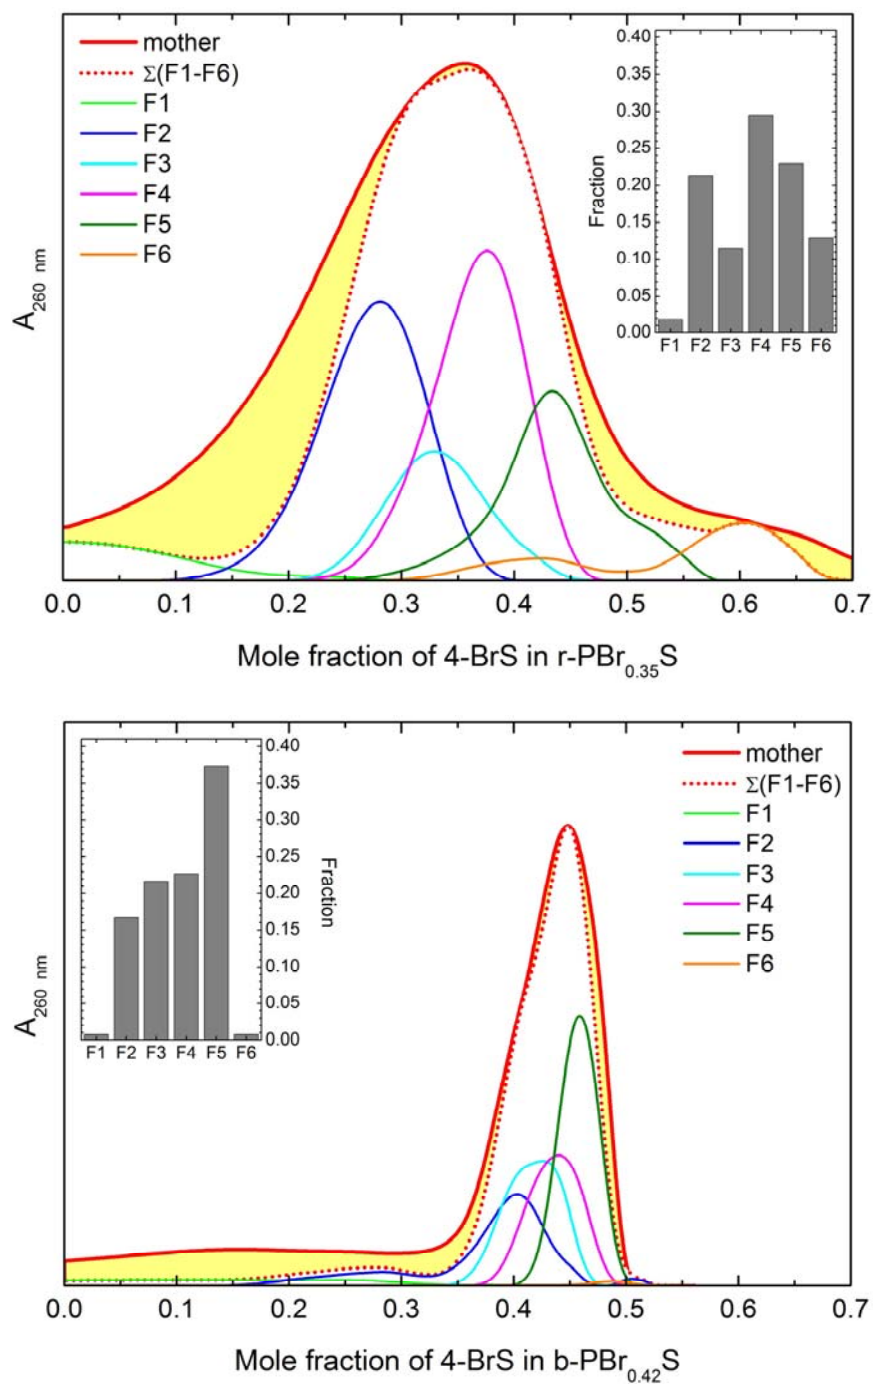 mother
Σ(F1-F6)
F1
F2
F3
F4
F5
F6
A260 nm
0.40
0.35
0.30
0.25
0.20
0.15
0.10
0.05
0.00
Fraction
F1 F2 F3 F4 F5 F6
0.0 0.1 0.2 0.3 0.4 0.5 0.6 0.7
Mole fraction of 4-BrS in r-PBr0.35S
0.40
0.35
0.30
0.25
0.20
0.15
0.10
0.05
0.00
Fraction
F1 F2 F3 F4 F5 F6
mother
Σ(F1-F6)
F1
F2
F3
F4
F5
F6
A260 nm
0.0 0.1 0.2 0.3 0.4 0.5 0.6 0.7
Mole fraction of 4-BrS in b-PBr0.42S